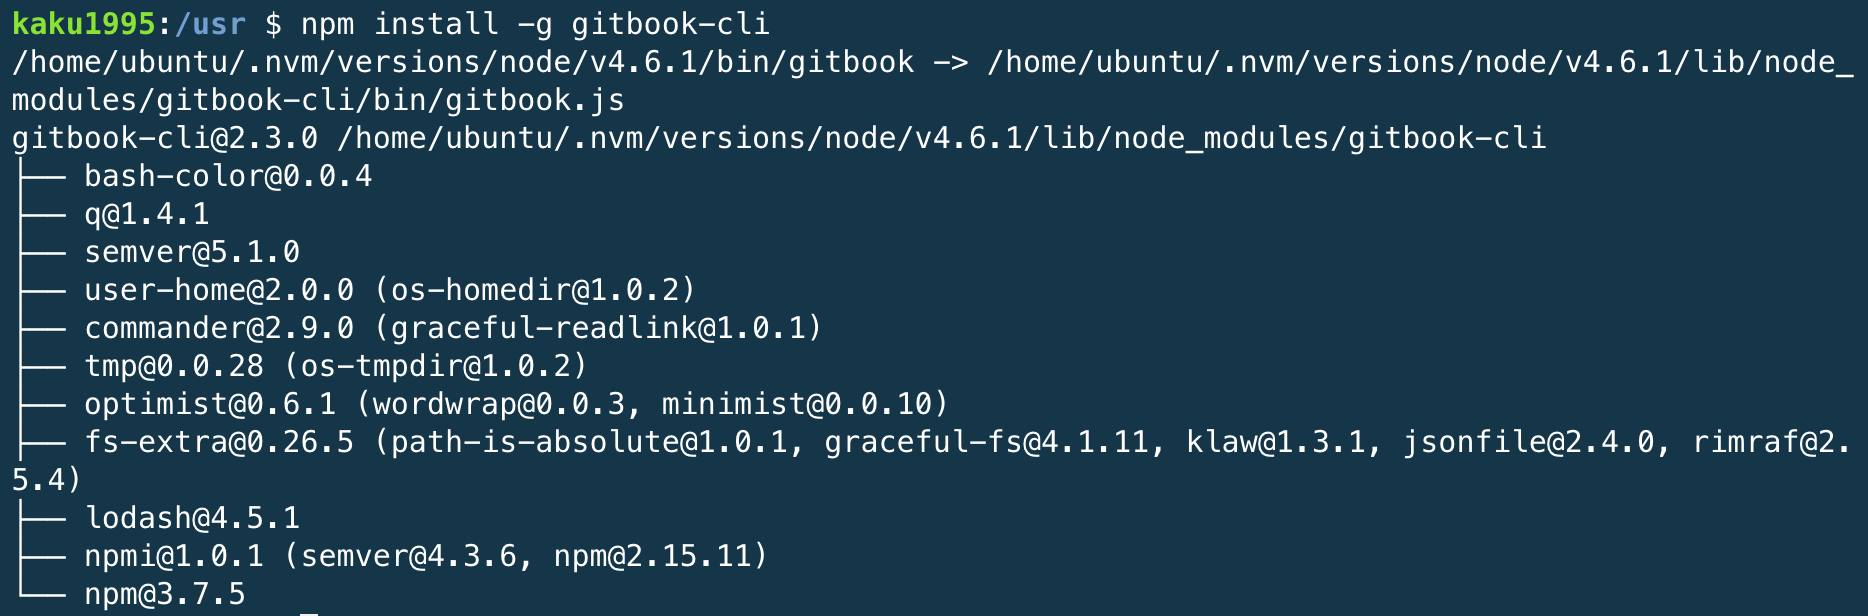 kaku1995:/usr $ npm install -g gitbook-cli
/home/ubuntu/.nvm/versions/node/v4.6.1/bin/gitbook -> /home/ubuntu/.nvm/versions/node/v4.6.1/lib/node_
modules/gitbook-cli/bin/gitbook.js
gitbook-cli@2.3.0 /home/ubuntu/.nvm/versions/node/v4.6.1/lib/node_modules/gitbook-cli
├── bash-color@0.0.4
├── q@1.4.1
├── semver@5.1.0
├── user-home@2.0.0 (os-homedir@1.0.2)
├── commander@2.9.0 (graceful-readlink@1.0.1)
├── tmp@0.0.28 (os-tmpdir@1.0.2)
├── optimist@0.6.1 (wordwrap@0.0.3, minimist@0.0.10)
├── fs-extra@0.26.5 (path-is-absolute@1.0.1, graceful-fs@4.1.11, klaw@1.3.1, jsonfile@2.4.0, rimraf@2.
5.4)
├── lodash@4.5.1
├── npmi@1.0.1 (semver@4.3.6, npm@2.15.11)
└── npm@3.7.5